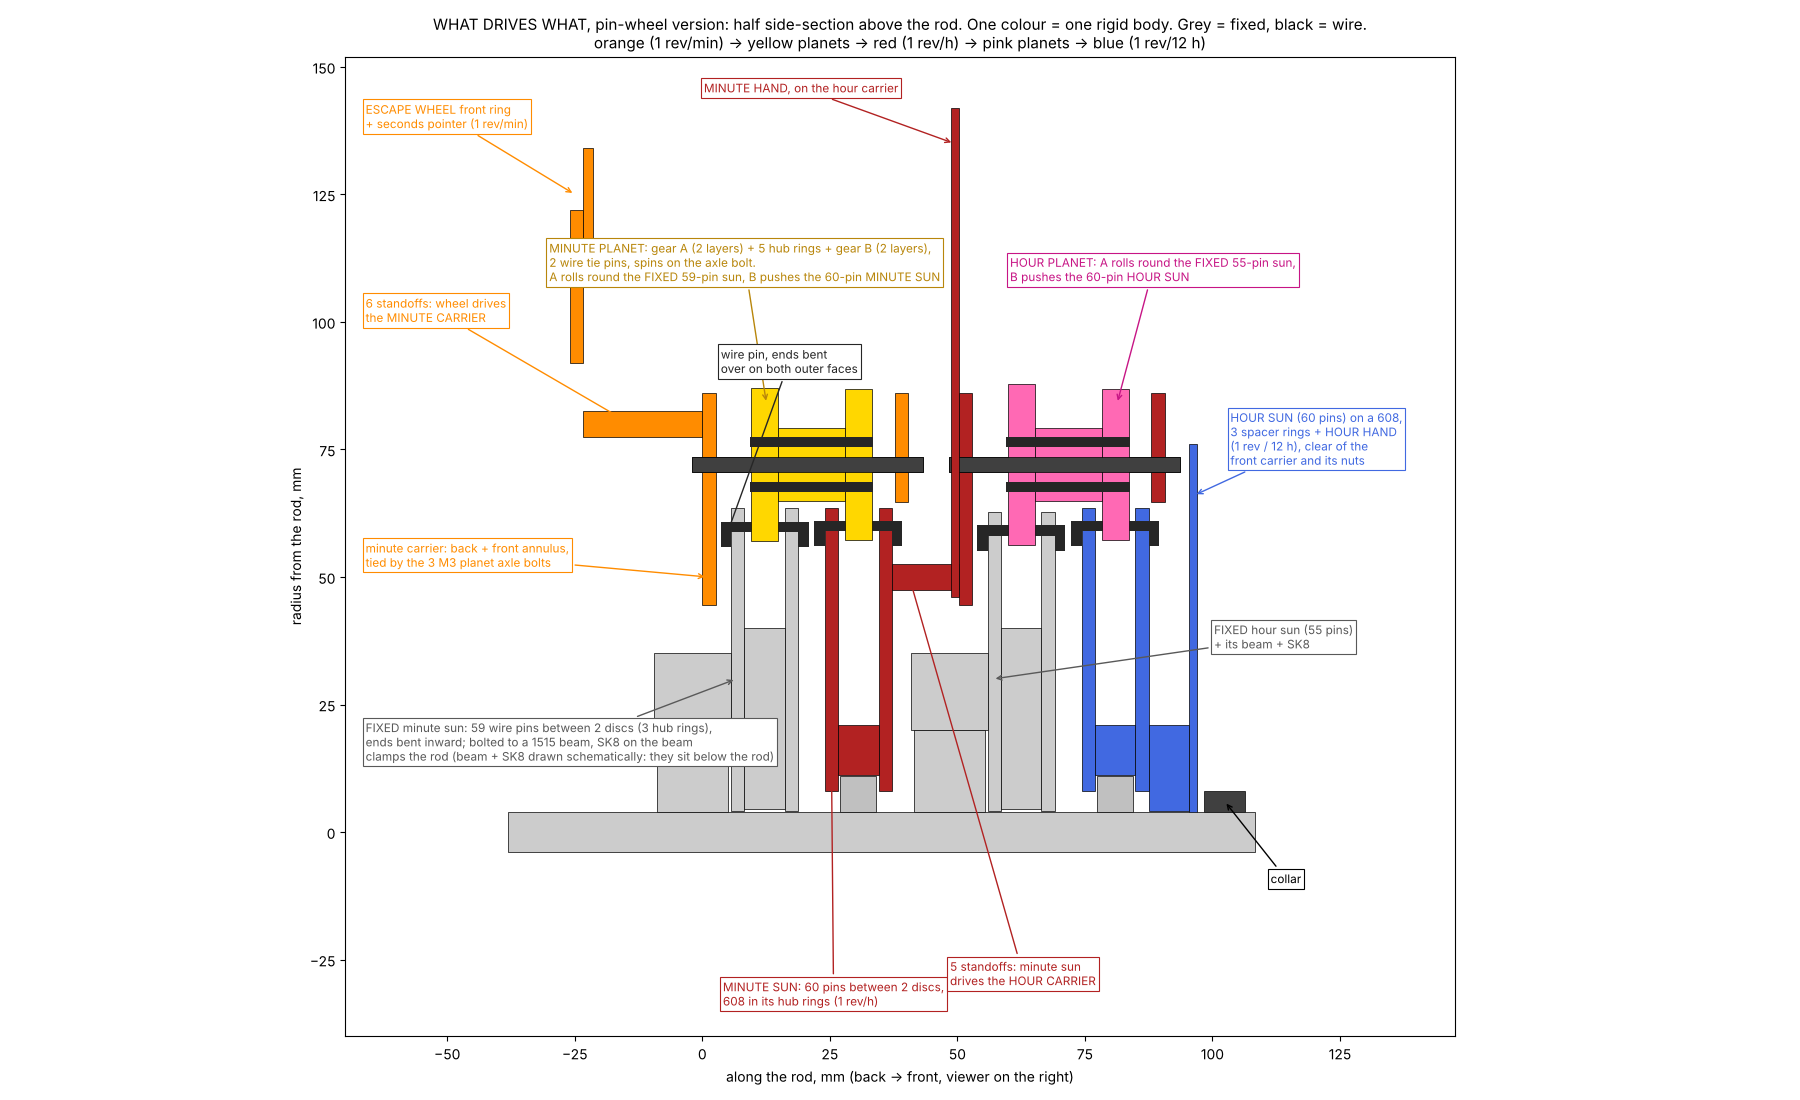 WHAT DRIVES WHAT, pin-wheel version: half side-section above the rod. One colour = one rigid body. Grey = fixed, black = wire.
orange (1 rev/min) → yellow planets → red (1 rev/h) → pink planets → blue (1 rev/12 h)
150
125
100
75
50
25
0
−25
radius from the rod, mm
MINUTE HAND, on the hour carrier
ESCAPE WHEEL front ring
+ seconds pointer (1 rev/min)
MINUTE PLANET: gear A (2 layers) + 5 hub rings + gear B (2 layers),
2 wire tie pins, spins on the axle bolt.
A rolls round the FIXED 59-pin sun, B pushes the 60-pin MINUTE SUN
HOUR PLANET: A rolls round the FIXED 55-pin sun,
B pushes the 60-pin HOUR SUN
6 standoffs: wheel drives
the MINUTE CARRIER
wire pin, ends bent
over on both outer faces
HOUR SUN (60 pins) on a 608,
3 spacer rings + HOUR HAND
(1 rev / 12 h), clear of the
front carrier and its nuts
minute carrier: back + front annulus,
tied by the 3 M3 planet axle bolts
FIXED hour sun (55 pins)
+ its beam + SK8
FIXED minute sun: 59 wire pins between 2 discs (3 hub rings),
ends bent inward; bolted to a 1515 beam, SK8 on the beam
clamps the rod (beam + SK8 drawn schematically: they sit below the rod)
collar
5 standoffs: minute sun
drives the HOUR CARRIER
MINUTE SUN: 60 pins between 2 discs,
608 in its hub rings (1 rev/h)
−50
−25
0
25
50
75
100
125
along the rod, mm (back → front, viewer on the right)